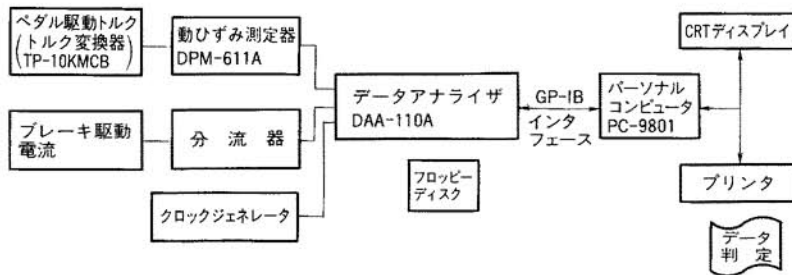 ペダル駆動トルク
(トルク変換器)
TP-10KMCB
動ひずみ測定器
DPM-611A
ブレーキ駆動
電流
分流器
クロックジェネレータ
データアナライザ
DAA-110A
フロッピー
ディスク
GP-IB
インタ
フェース
パーソナル
コンピュータ
PC-9801
CRTディスプレイ
プリンタ
データ
判定